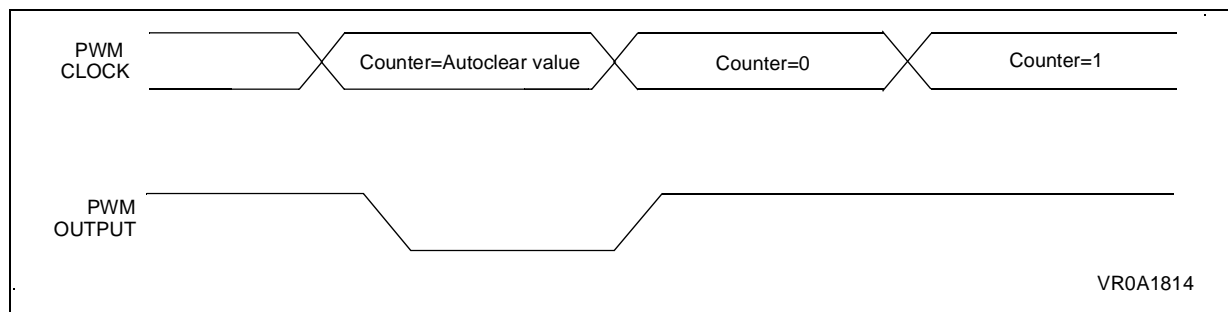 PWM
CLOCK
Counter=Autoclear value
Counter=0
Counter=1
PWM
OUTPUT
VR0A1814